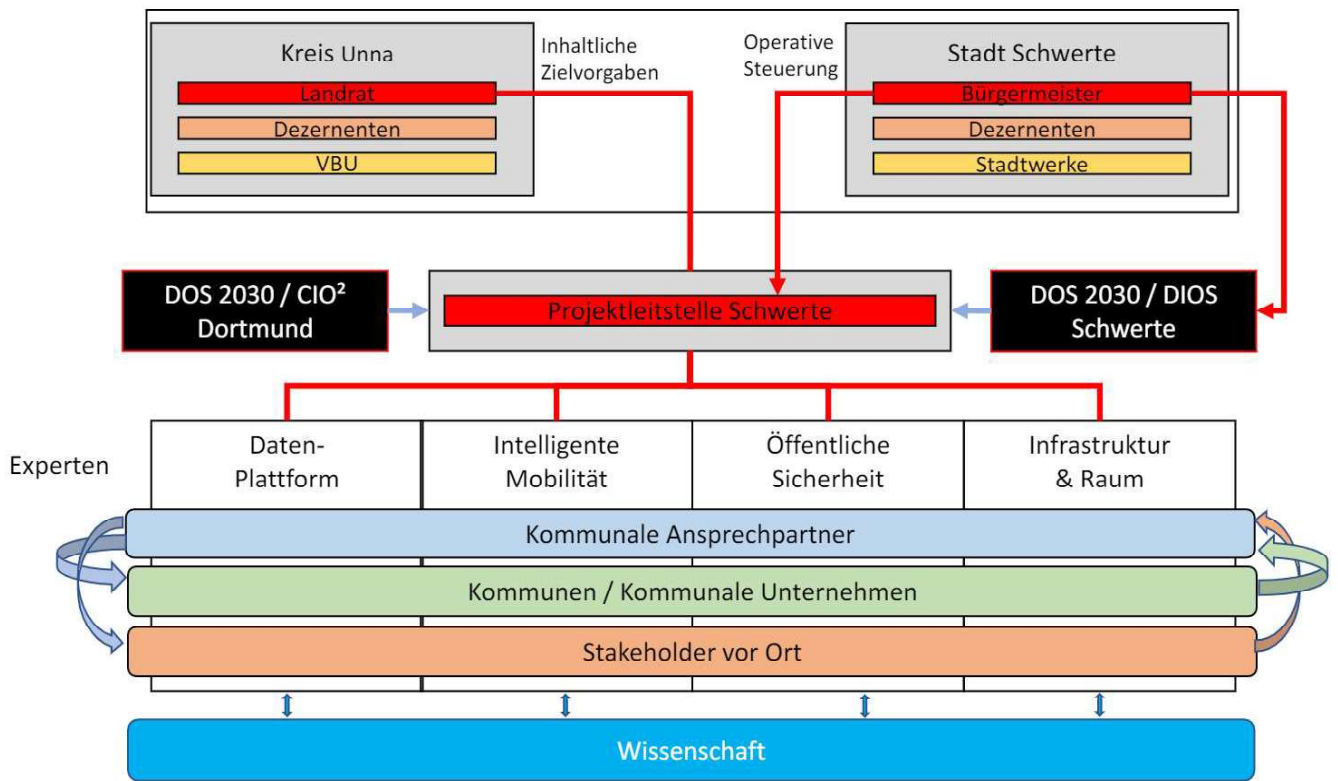 Kreis Unna
Landrat
Dezernenten
VBU
Inhaltliche
Zielvorgaben
Operative
Steuerung
Stadt Schwerte
Bürgermeister
Dezernenten
Stadtwerke
DOS 2030 / CIO²
Dortmund
Projektleitstelle Schwerte
DOS 2030 / DIOS
Schwerte
Experten
Daten-
Plattform
Intelligente
Mobilität
Öffentliche
Sicherheit
Infrastruktur
& Raum
Kommunale Ansprechpartner
Kommunen / Kommunale Unternehmen
Stakeholder vor Ort
Wissenschaft